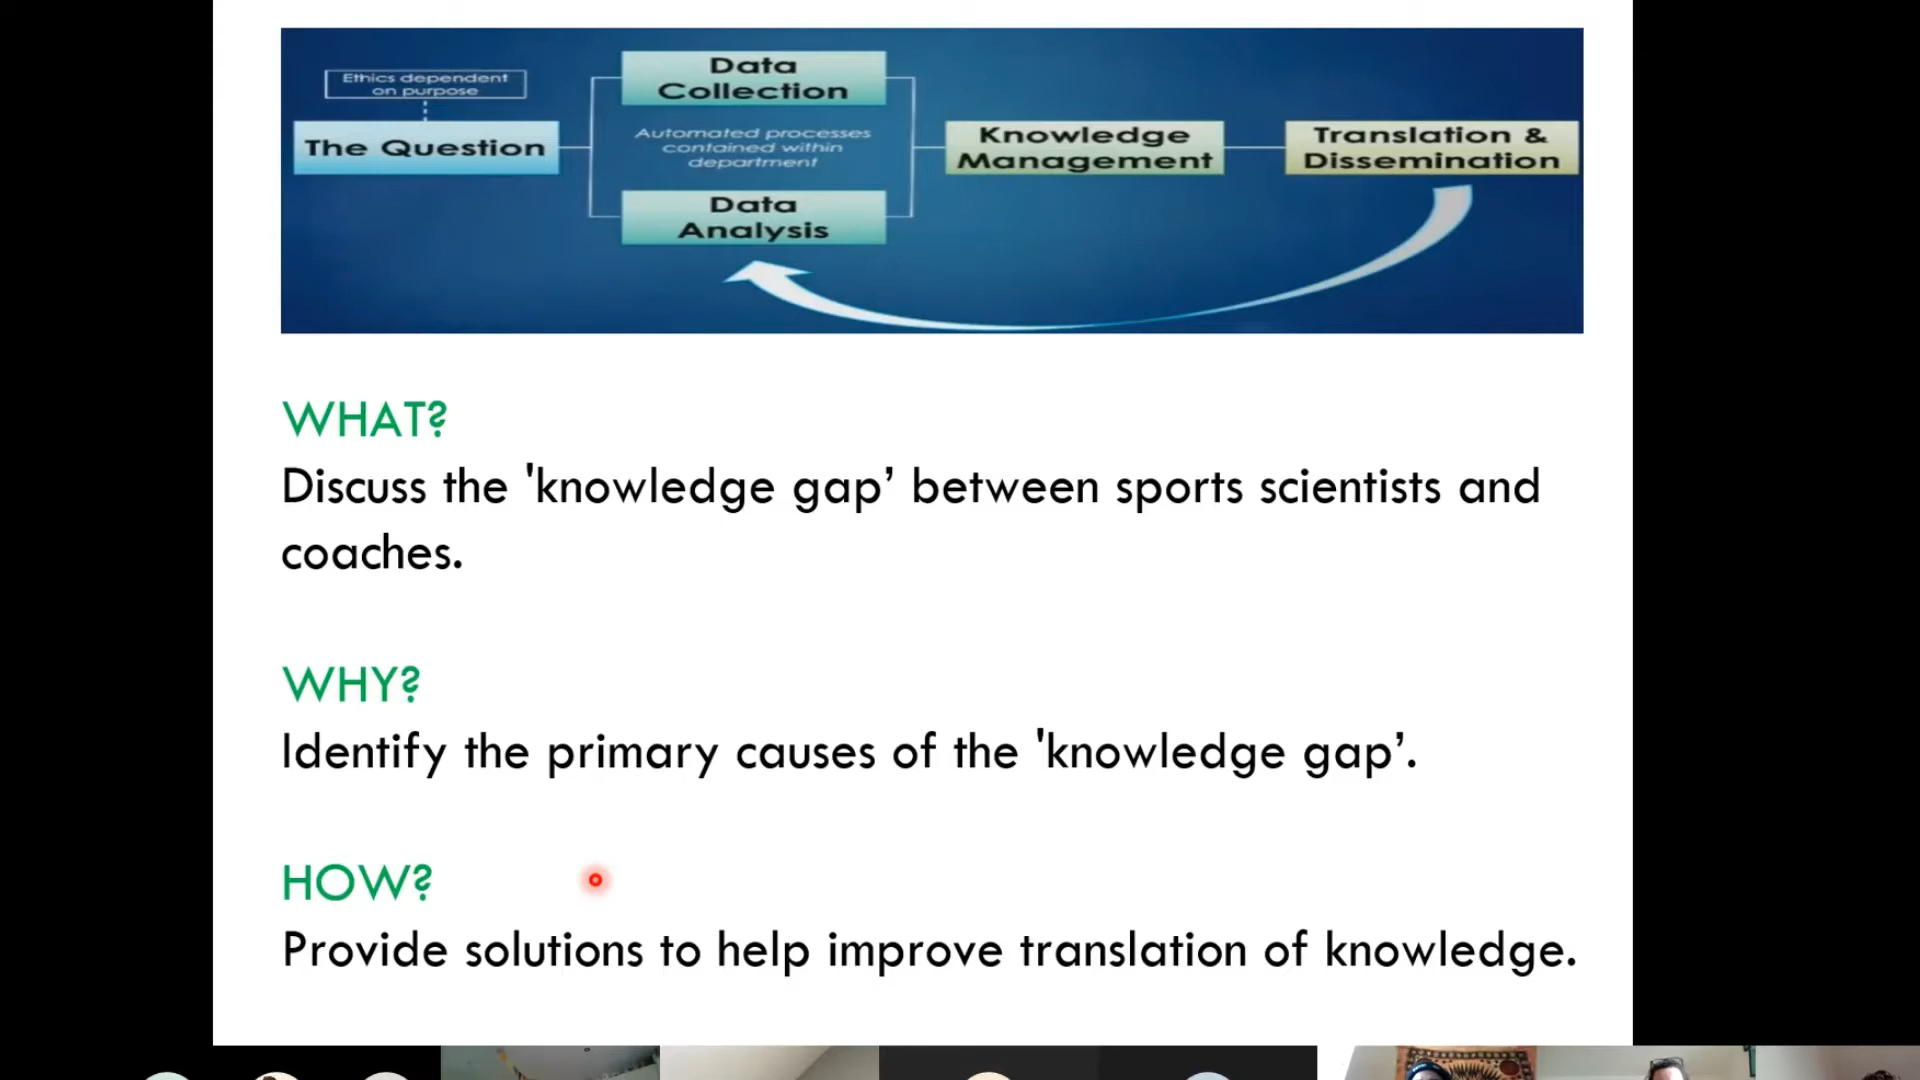 Ethics dependent
on purpose
The Question
Data
Collection
Automated processes
contained within
department
Data
Analysis
Knowledge
Management
Translation &
Dissemination
WHAT?
Discuss the 'knowledge gap’ between sports scientists and
coaches.
WHY?
Identify the primary causes of the 'knowledge gap’.
HOW?
Provide solutions to help improve translation of knowledge.